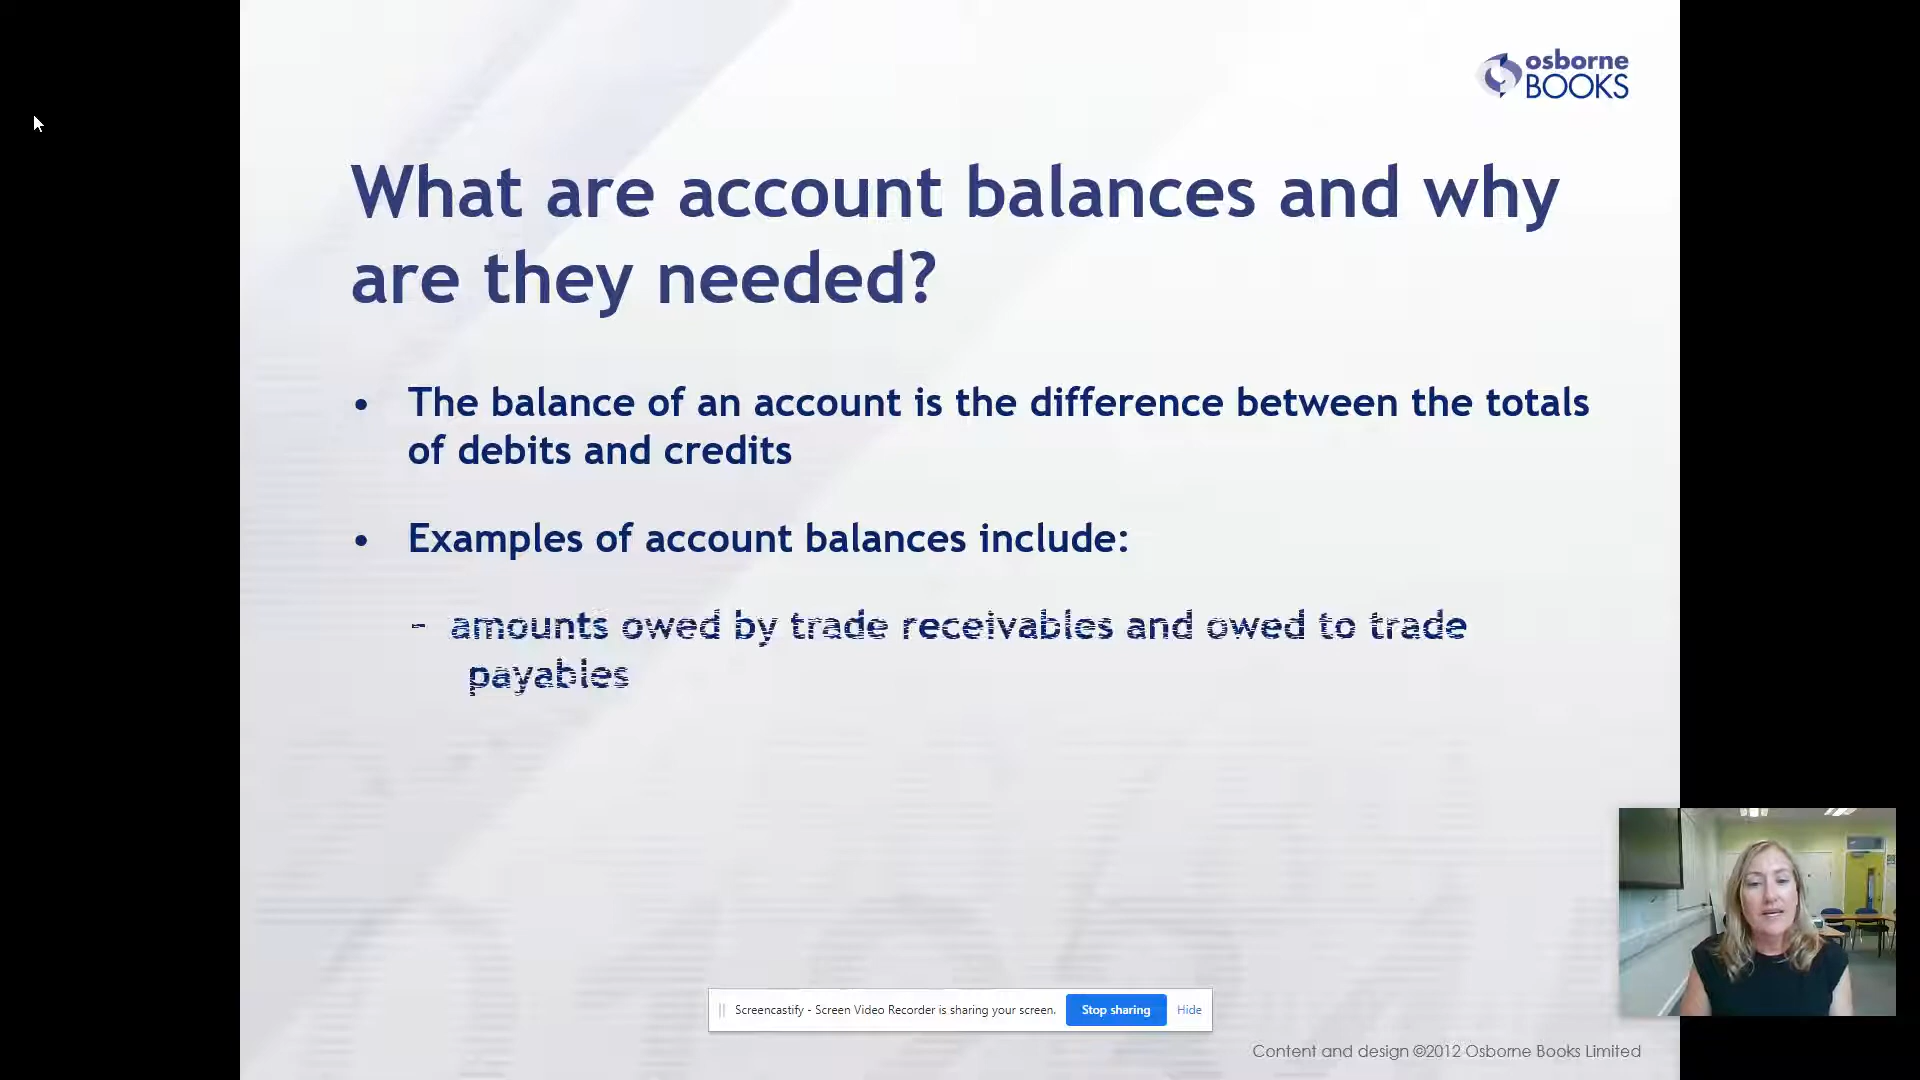 osborne
BOOKS
What are account balances and why
are they needed?
• The balance of an account is the difference between the totals
of debits and credits
• Examples of account balances include:
- amounts owed by trade receivables and owed to trade
payables
Screencastify - Screen Video Recorder is sharing your screen. Stop sharing Hide
Content and design ©2012 Osborne Books Limited